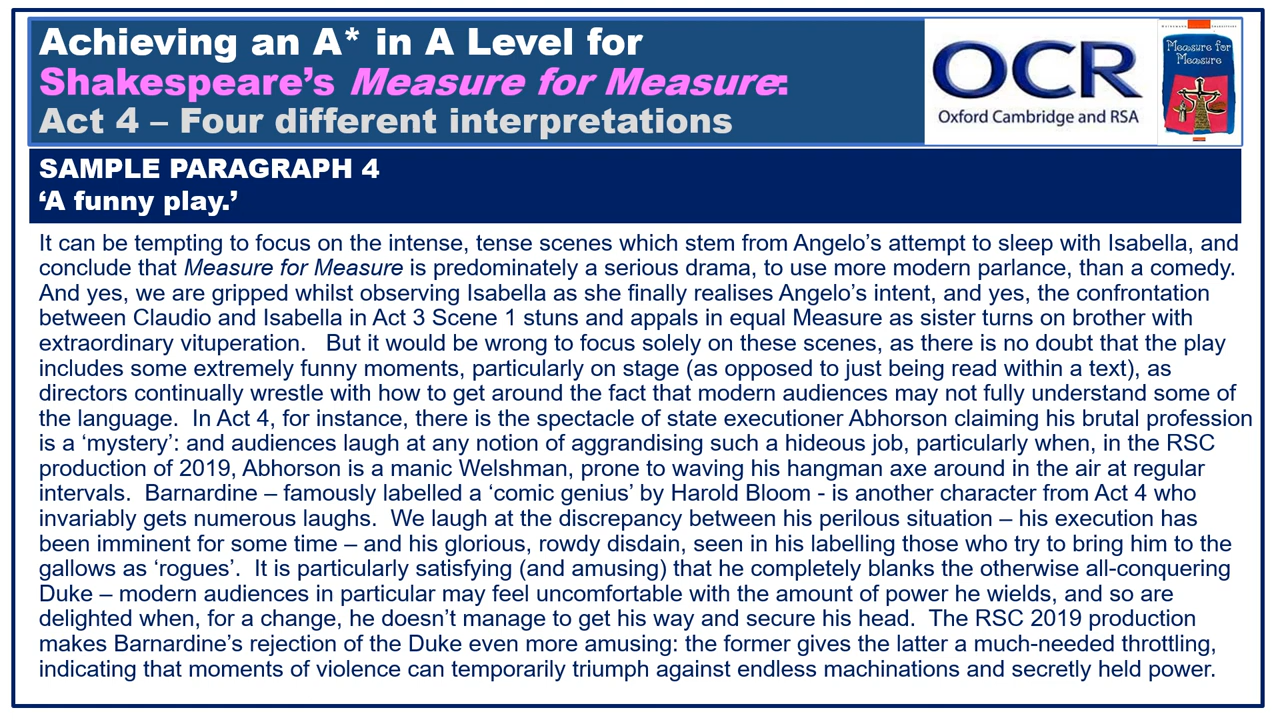 Achieving an A* in A Level for
Shakespeare's Measure for Measure:
Act 4 – Four different interpretations
OCR
Oxford Cambridge and RSA
Measure for
Measure
SAMPLE PARAGRAPH 4
'A funny play.'
It can be tempting to focus on the intense, tense scenes which stem from Angelo's attempt to sleep with Isabella, and
conclude that Measure for Measure is predominately a serious drama, to use more modern parlance, than a comedy.
And yes, we are gripped whilst observing Isabella as she finally realises Angelo's intent, and yes, the confrontation
between Claudio and Isabella in Act 3 Scene 1 stuns and appals in equal Measure as sister turns on brother with
extraordinary vituperation.   But it would be wrong to focus solely on these scenes, as there is no doubt that the play
includes some extremely funny moments, particularly on stage (as opposed to just being read within a text), as
directors continually wrestle with how to get around the fact that modern audiences may not fully understand some of
the language.  In Act 4, for instance, there is the spectacle of state executioner Abhorson claiming his brutal profession
is a 'mystery': and audiences laugh at any notion of aggrandising such a hideous job, particularly when, in the RSC
production of 2019, Abhorson is a manic Welshman, prone to waving his hangman axe around in the air at regular
intervals.  Barnardine – famously labelled a 'comic genius' by Harold Bloom - is another character from Act 4 who
invariably gets numerous laughs.  We laugh at the discrepancy between his perilous situation – his execution has
been imminent for some time – and his glorious, rowdy disdain, seen in his labelling those who try to bring him to the
gallows as 'rogues'.  It is particularly satisfying (and amusing) that he completely blanks the otherwise all-conquering
Duke – modern audiences in particular may feel uncomfortable with the amount of power he wields, and so are
delighted when, for a change, he doesn't manage to get his way and secure his head.  The RSC 2019 production
makes Barnardine's rejection of the Duke even more amusing: the former gives the latter a much-needed throttling,
indicating that moments of violence can temporarily triumph against endless machinations and secretly held power.